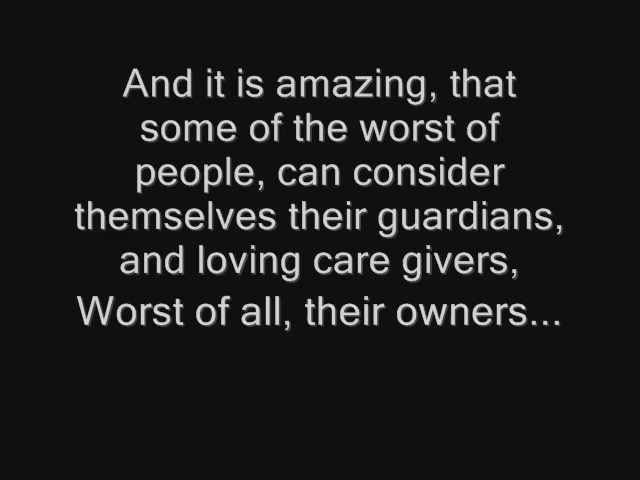 And it is amazing, that
some of the worst of
people, can consider
themselves their guardians,
and loving care givers,
Worst of all, their owners...